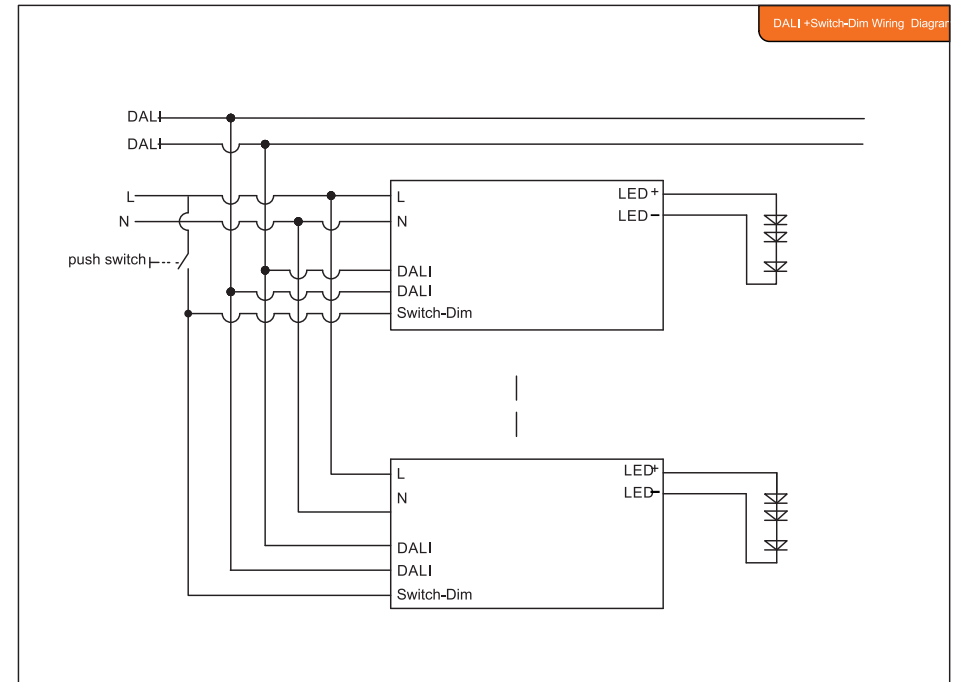 DALI +Switch-Dim Wiring Diagram
DALI
DALI
L
N
push switch
L
N
DALI
DALI
Switch-Dim
LED+
LED-
L
N
DALI
DALI
Switch-Dim
LED+
LED-